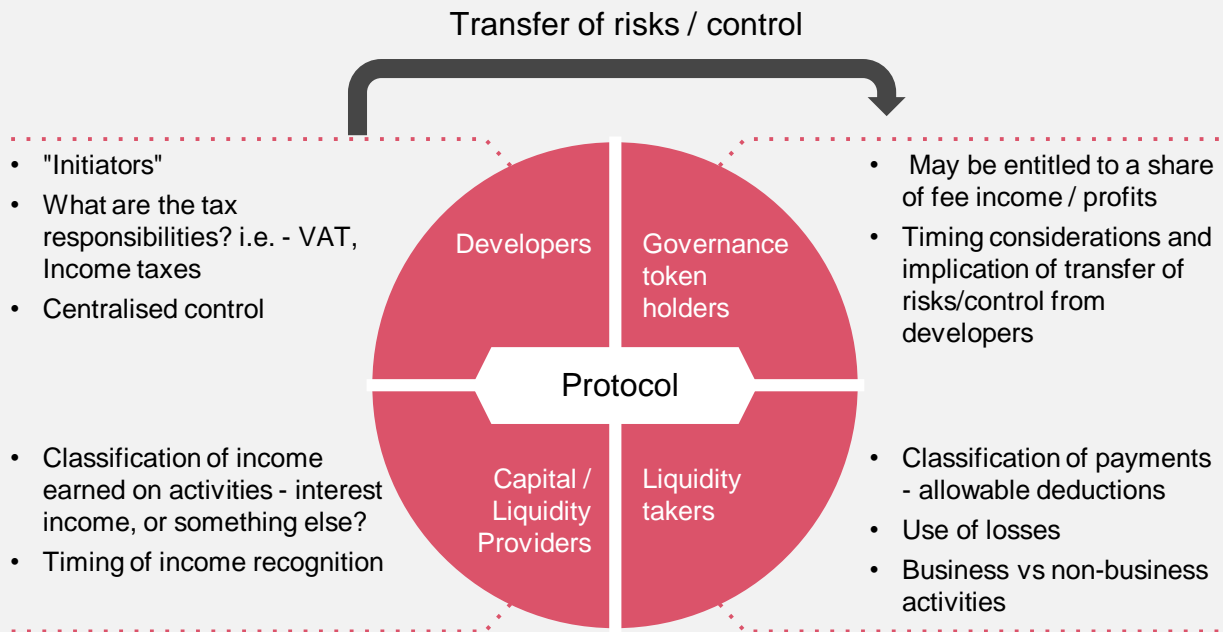 Transfer of risks / control
• "Initiators"
• What are the tax
responsibilities? i.e. - VAT,
Income taxes
• Centralised control
Developers
Governance
token
holders
• May be entitled to a share
of fee income / profits
• Timing considerations and
implication of transfer of
risks/control from
developers
Protocol
• Classification of income
earned on activities - interest
income, or something else?
• Timing of income recognition
Capital /
Liquidity
Providers
Liquidity
takers
• Classification of payments
- allowable deductions
• Use of losses
• Business vs non-business
activities